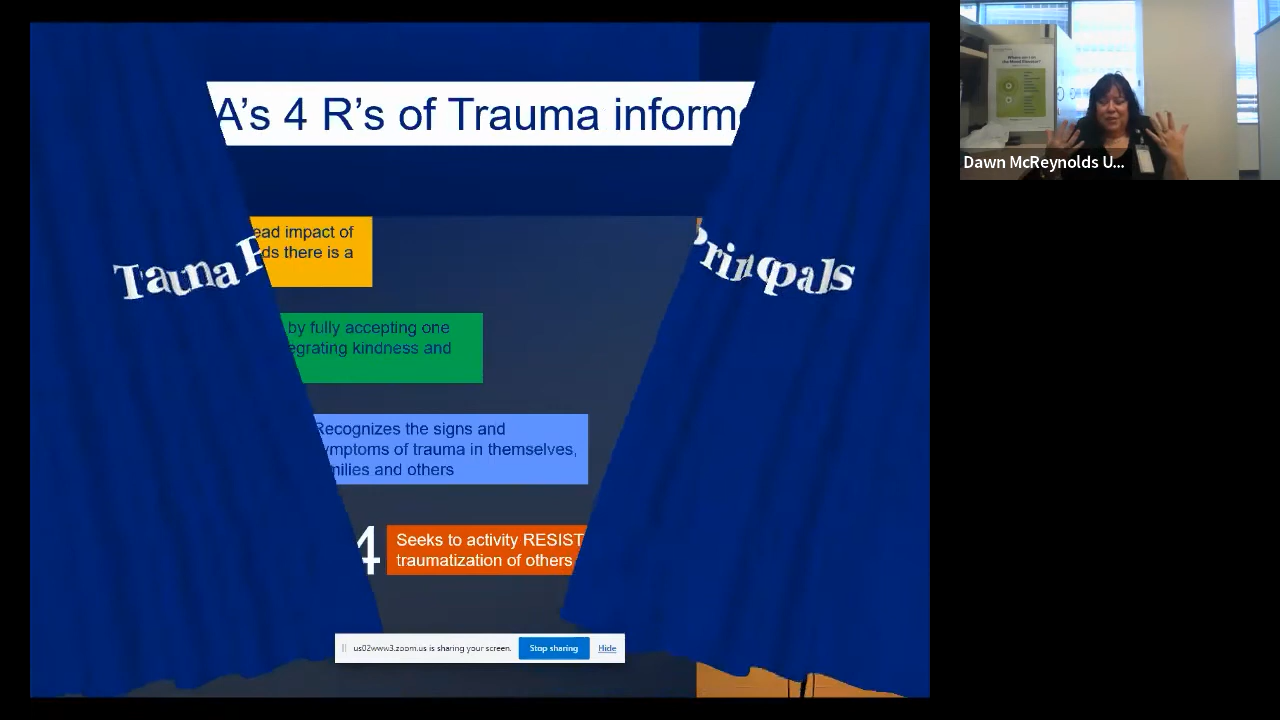 A's 4 R's of Trauma inform
ead impact of
ds there is a
Tauna P
Principals
by fully accepting one
egrating kindness and
Recognizes the signs and
ymptoms of trauma in themselves,
milies and others
4
Seeks to activity RESIST
traumatization of others
us02www3.zoom.us is sharing your screen.
Stop sharing
Hide
Dawn McReynolds U...